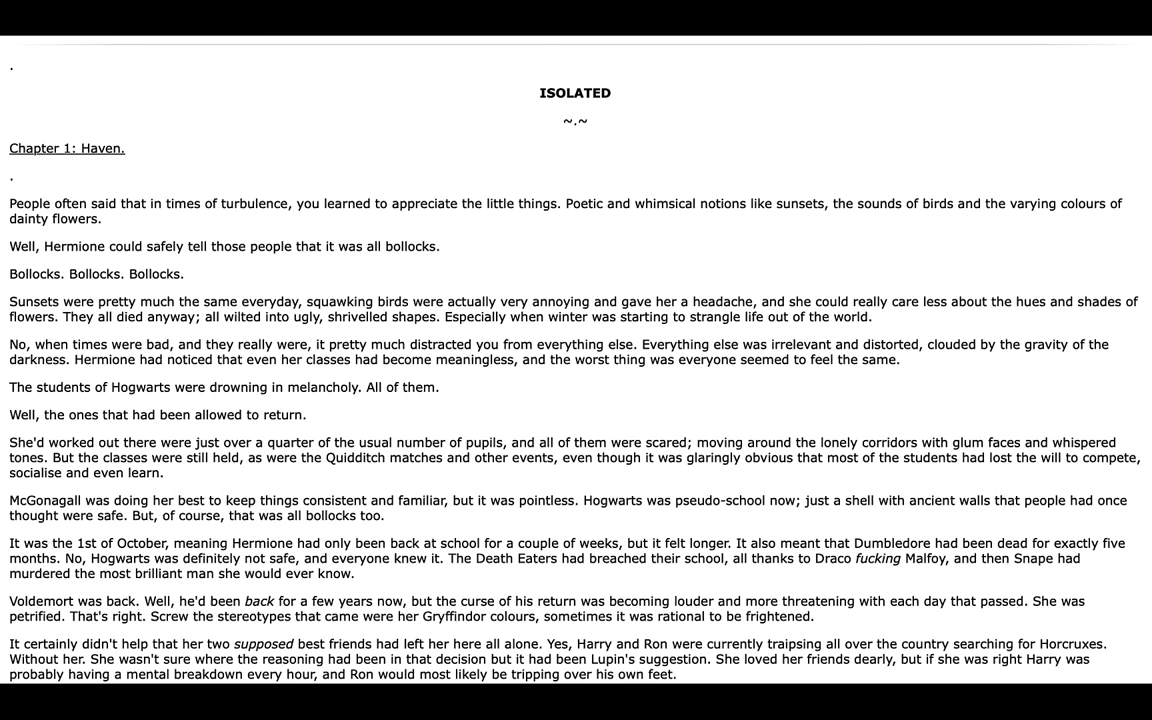 .
ISOLATED
~.~
Chapter 1: Haven.
.
People often said that in times of turbulence, you learned to appreciate the little things. Poetic and whimsical notions like sunsets, the sounds of birds and the varying colours of
dainty flowers.
Well, Hermione could safely tell those people that it was all bollocks.
Bollocks. Bollocks. Bollocks.
Sunsets were pretty much the same everyday, squawking birds were actually very annoying and gave her a headache, and she could really care less about the hues and shades of
flowers. They all died anyway; all wilted into ugly, shrivelled shapes. Especially when winter was starting to strangle life out of the world.
No, when times were bad, and they really were, it pretty much distracted you from everything else. Everything else was irrelevant and distorted, clouded by the gravity of the
darkness. Hermione had noticed that even her classes had become meaningless, and the worst thing was everyone seemed to feel the same.
The students of Hogwarts were drowning in melancholy. All of them.
Well, the ones that had been allowed to return.
She'd worked out there were just over a quarter of the usual number of pupils, and all of them were scared; moving around the lonely corridors with glum faces and whispered
tones. But the classes were still held, as were the Quidditch matches and other events, even though it was glaringly obvious that most of the students had lost the will to compete,
socialise and even learn.
McGonagall was doing her best to keep things consistent and familiar, but it was pointless. Hogwarts was pseudo-school now; just a shell with ancient walls that people had once
thought were safe. But, of course, that was all bollocks too.
It was the 1st of October, meaning Hermione had only been back at school for a couple of weeks, but it felt longer. It also meant that Dumbledore had been dead for exactly five
months. No, Hogwarts was definitely not safe, and everyone knew it. The Death Eaters had breached their school, all thanks to Draco fucking Malfoy, and then Snape had
murdered the most brilliant man she would ever know.
Voldemort was back. Well, he'd been back for a few years now, but the curse of his return was becoming louder and more threatening with each day that passed. She was
petrified. That's right. Screw the stereotypes that came were her Gryffindor colours, sometimes it was rational to be frightened.
It certainly didn't help that her two supposed best friends had left her here all alone. Yes, Harry and Ron were currently traipsing all over the country searching for Horcruxes.
Without her. She wasn't sure where the reasoning had been in that decision but it had been Lupin's suggestion. She loved her friends dearly, but if she was right Harry was
probably having a mental breakdown every hour, and Ron would most likely be tripping over his own feet.